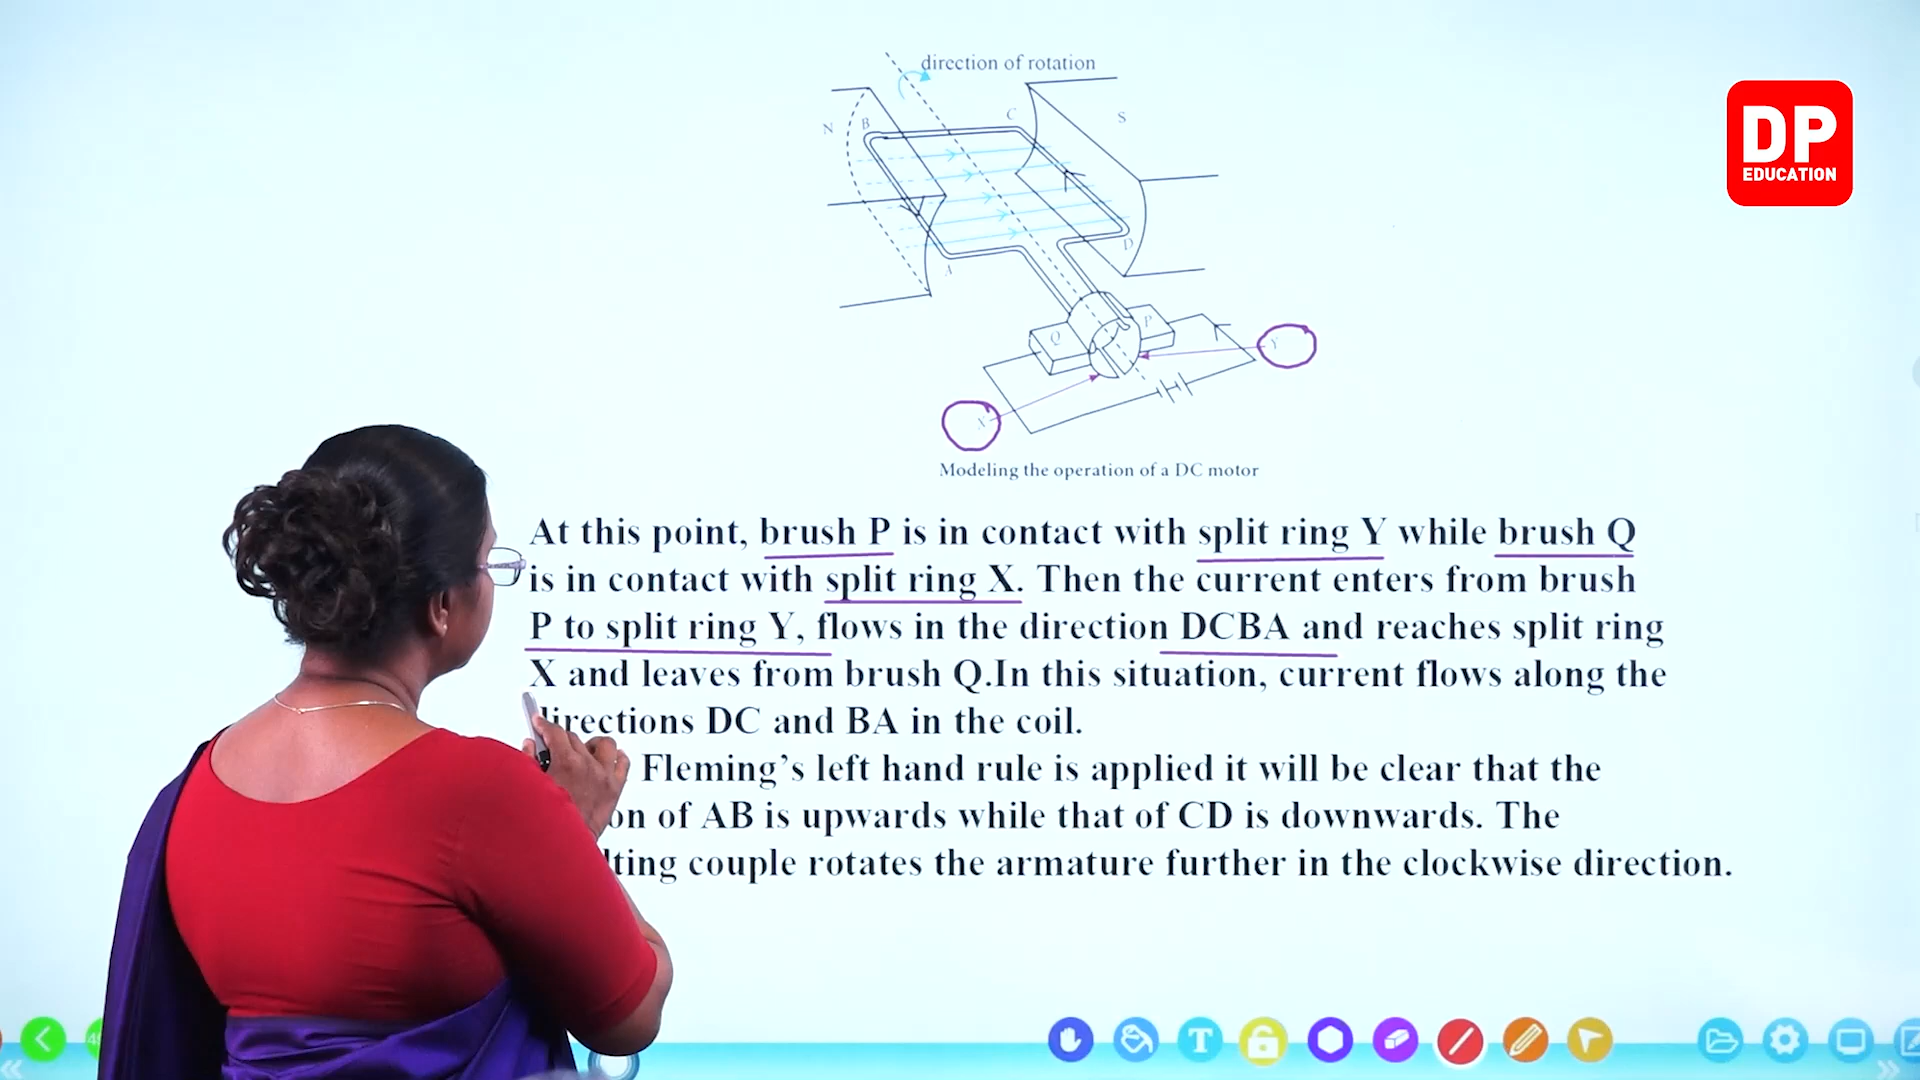 direction of rotation
DP
EDUCATION
N
B
C
S
A
D
Q
P
Y
X
Modeling the operation of a DC motor
At this point, brush P is in contact with split ring Y while brush Q
is in contact with split ring X. Then the current enters from brush
P to split ring Y, flows in the direction DCBA and reaches split ring
X and leaves from brush Q.In this situation, current flows along the
directions DC and BA in the coil.
Fleming's left hand rule is applied it will be clear that the
of AB is upwards while that of CD is downwards. The
couple rotates the armature further in the clockwise direction.
T